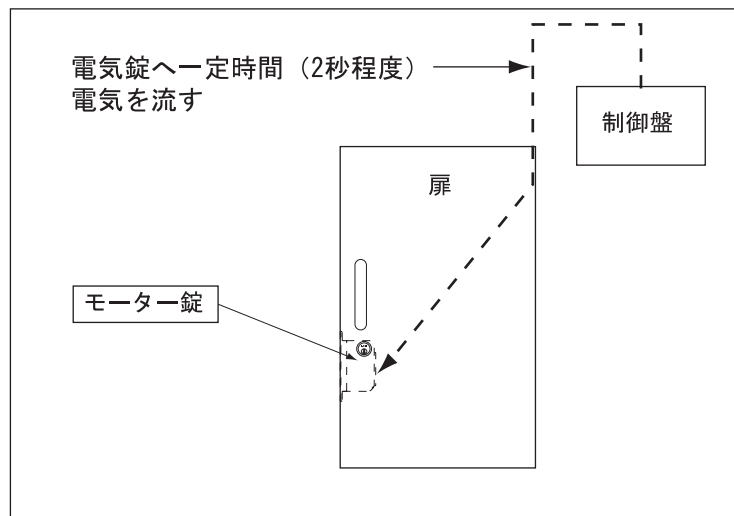 電気錠へ一定時間（2秒程度）
電気を流す
制御盤
扉
モーター錠